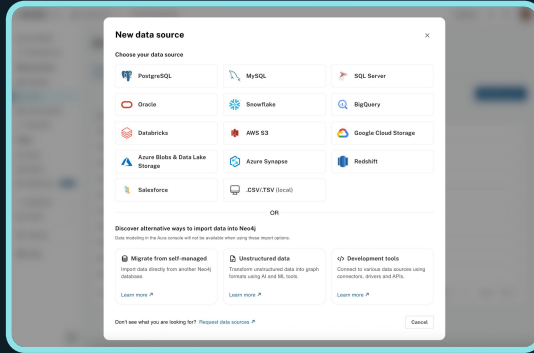 New data source
Choose your data source
PostgreSQL
MySQL
SQL Server
Oracle
Snowflake
BigQuery
Databricks
AWS S3
Google Cloud Storage
Azure Blobs & Data Lake
Storage
Azure Synapse
Redshift
Salesforce
.CSV/.TSV (local)
OR
Discover alternative ways to import data into Neo4j
Data modeling in the Aura console will not be available when using these import options.
Migrate from self-managed
Import data directly from another Neo4j
database.
Learn more ↗
Unstructured data
Transform unstructured data into graph
formats using AI and ML tools.
Learn more ↗
</> Development tools
Connect to various data sources using
connectors, drivers and APIs.
Learn more ↗
Don't see what you are looking for? Request data sources ↗
Cancel